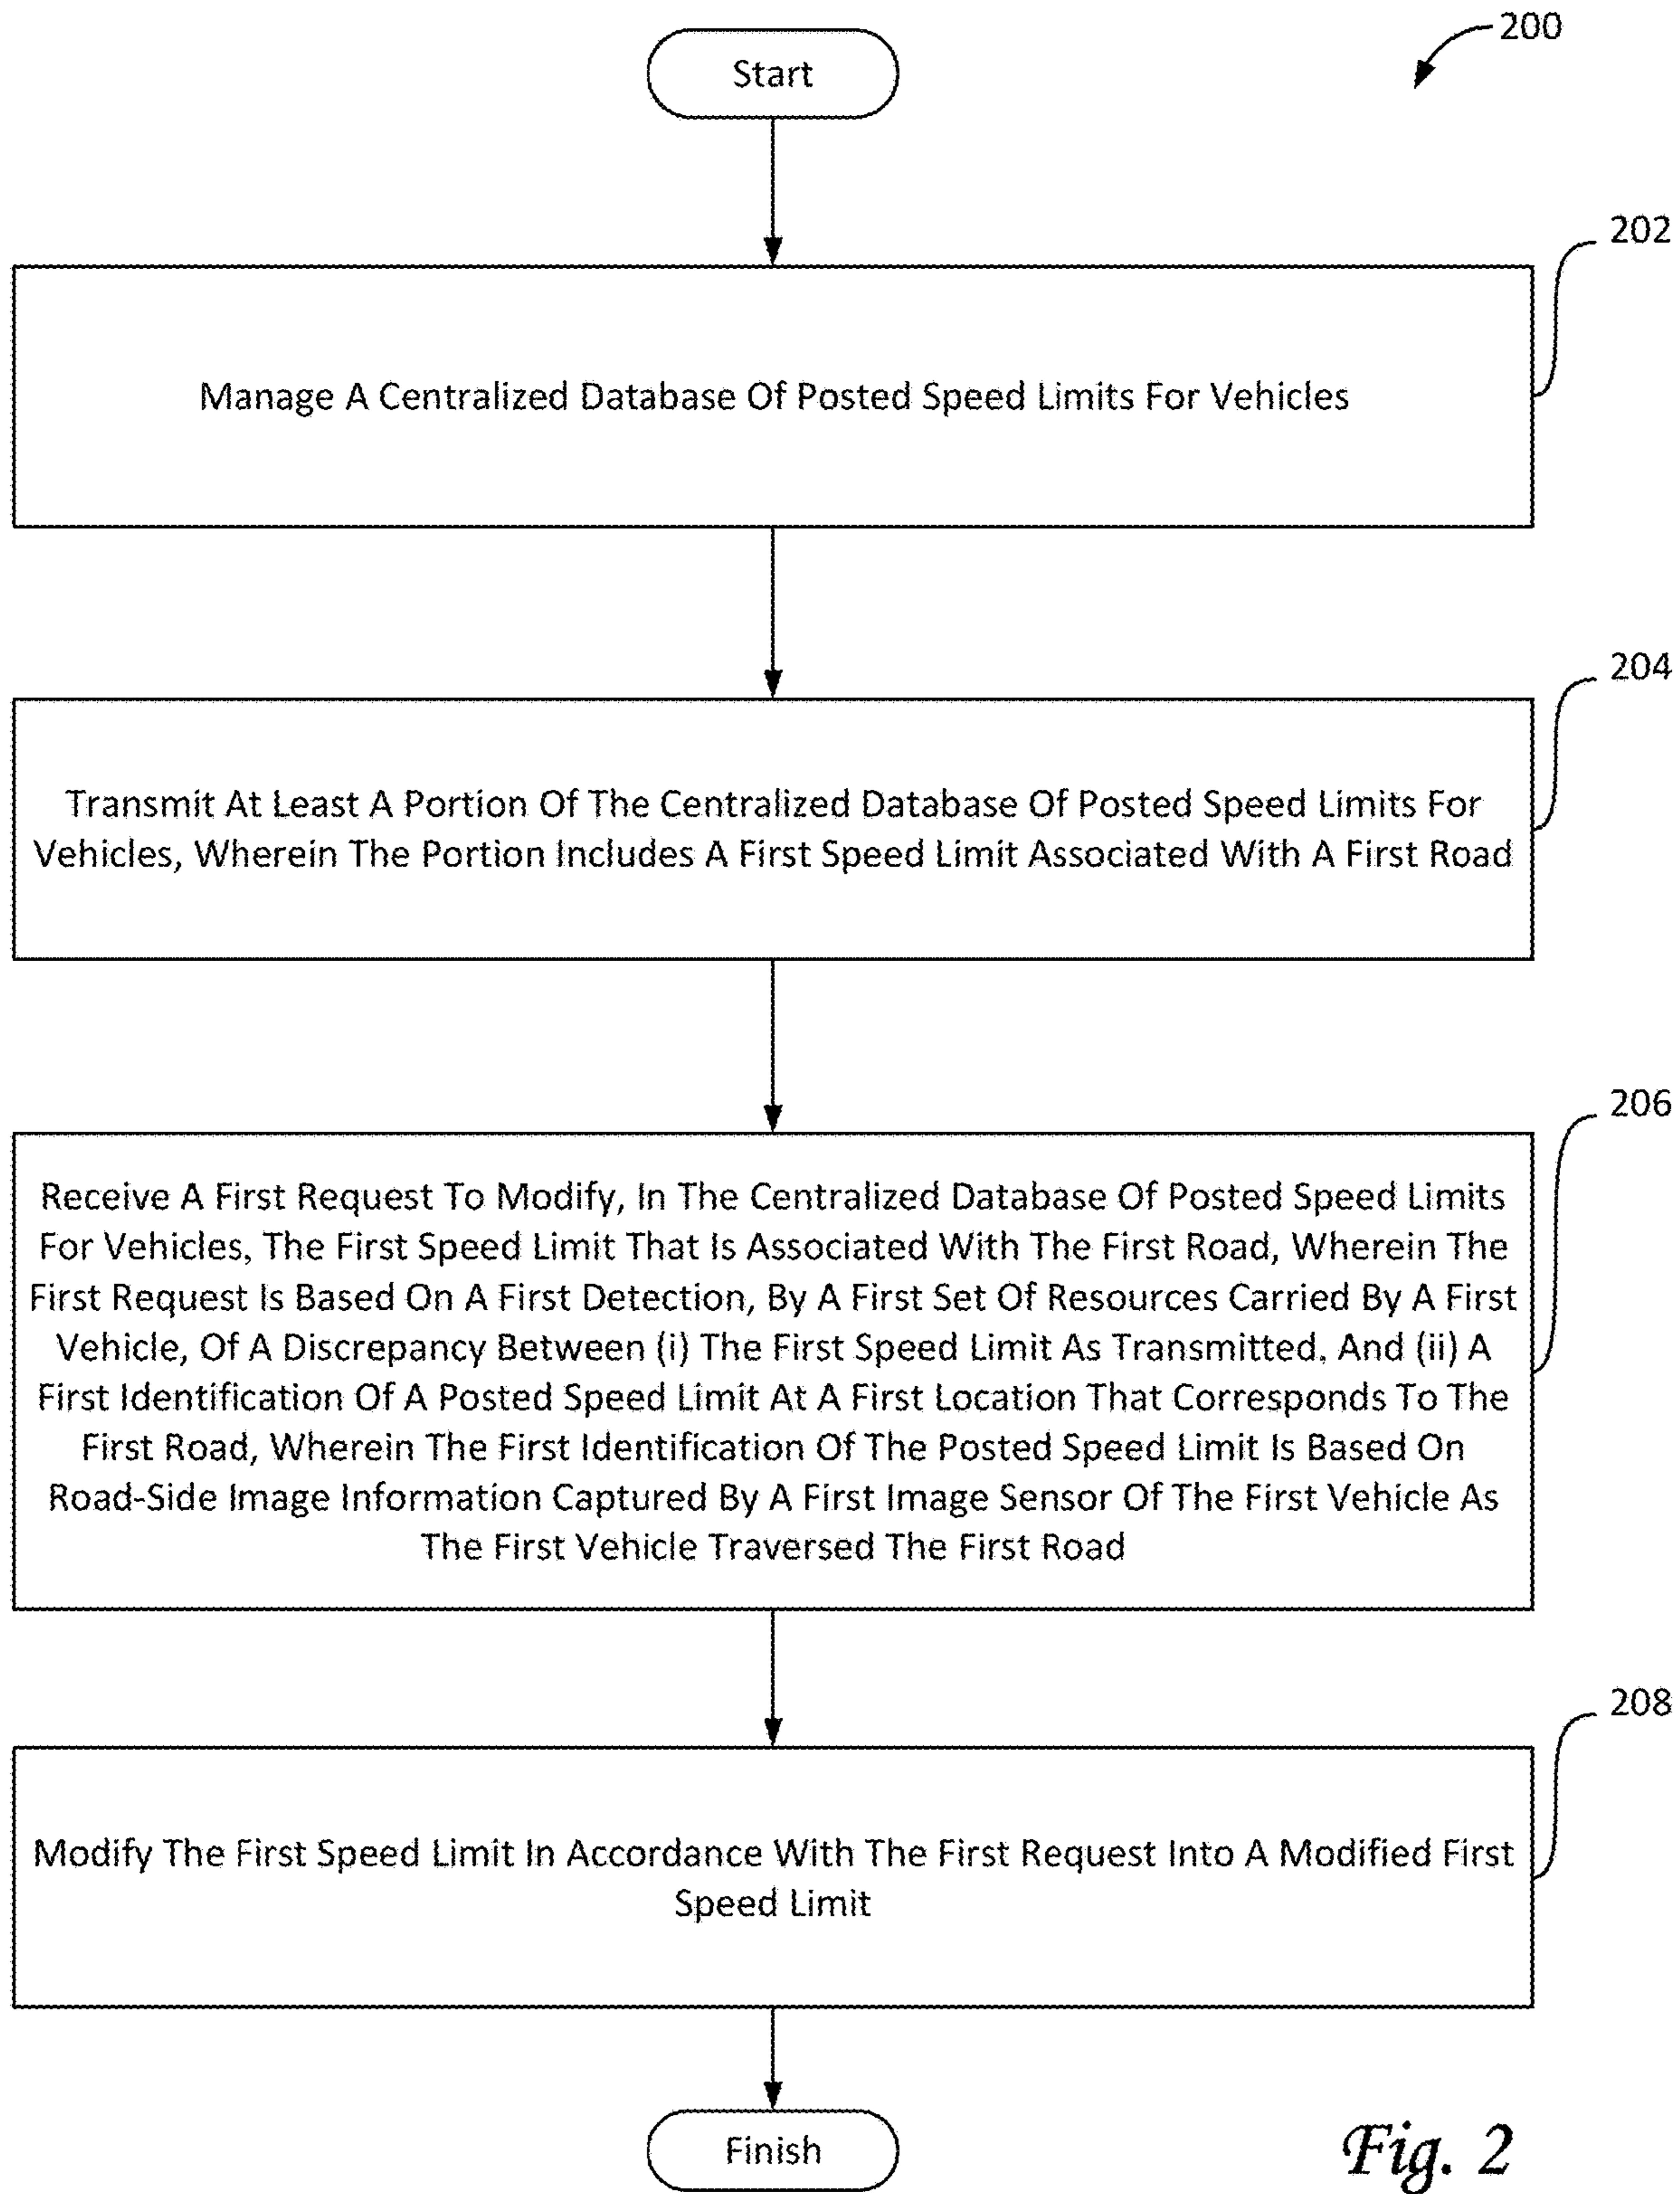 200
Start
202
Manage A Centralized Database Of Posted Speed Limits For Vehicles
204
Transmit At Least A Portion Of The Centralized Database Of Posted Speed Limits For
Vehicles, Wherein The Portion Includes A First Speed Limit Associated With A First Road
206
Receive A First Request To Modify, In The Centralized Database Of Posted Speed Limits
For Vehicles, The First Speed Limit That Is Associated With The First Road, Wherein The
First Request Is Based On A First Detection, By A First Set Of Resources Carried By A First
Vehicle, Of A Discrepancy Between (i) The First Speed Limit As Transmitted, And (ii) A
First Identification Of A Posted Speed Limit At A First Location That Corresponds To The
First Road, Wherein The First Identification Of The Posted Speed Limit Is Based On
Road-Side Image Information Captured By A First Image Sensor Of The First Vehicle As
The First Vehicle Traversed The First Road
208
Modify The First Speed Limit In Accordance With The First Request Into A Modified First
Speed Limit
Finish
Fig. 2